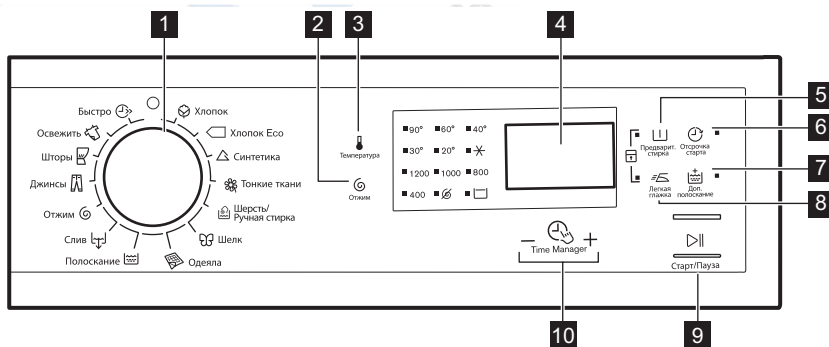 1
2
3
4
5
6
7
8
9
10
Быстро
Освежить
Шторы
Джинсы
Отжим
Слив
Полоскание
Хлопок
Хлопок Eco
Синтетика
Тонкие ткани
Шерсть/
Ручная стирка
Шелк
Одеяла
Температура
Отжим
90° 60° 40°
30° 20°
1200 1000 800
400
Time Manager
− +
Предварит.
стирка
Отсрочка
старта
Легкая
глажка
Доп.
полоскание
Старт/Пауза